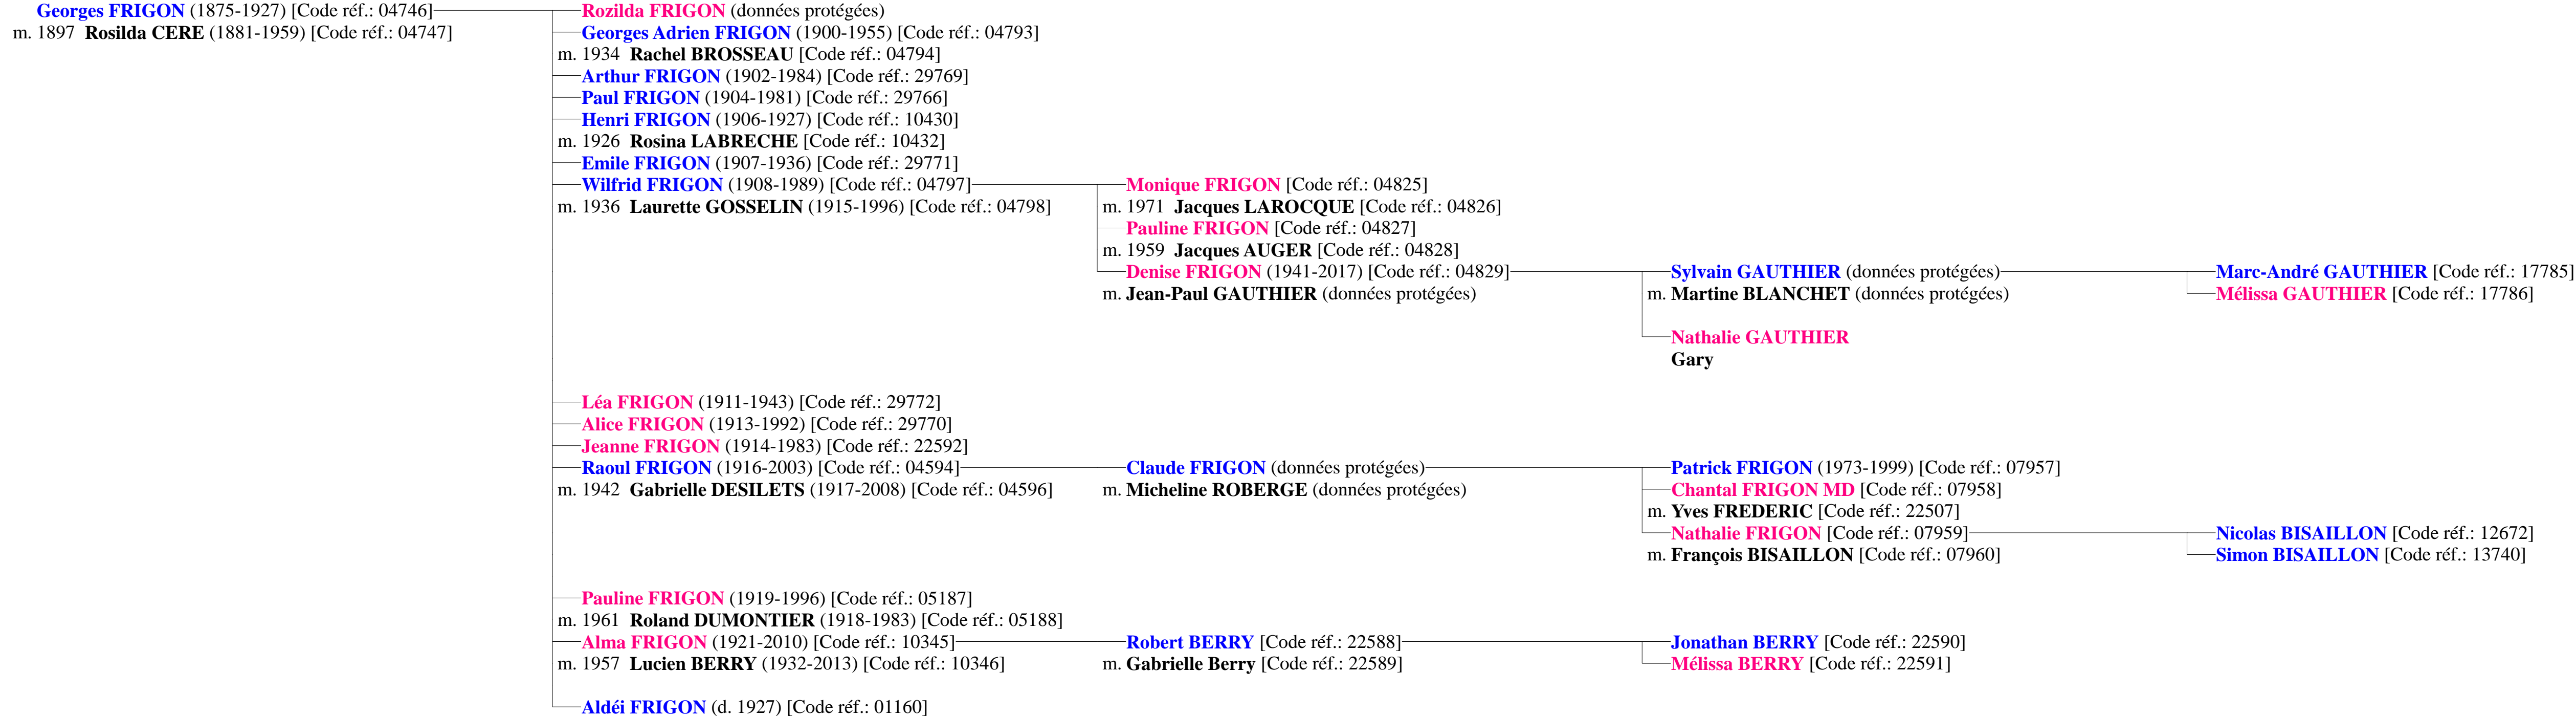 Georges FRIGON (1875-1927) [Code réf.: 04746]
m. 1897 Rosilda CERE (1881-1959) [Code réf.: 04747]
Rozilda FRIGON (données protégées)
Georges Adrien FRIGON (1900-1955) [Code réf.: 04793]
m. 1934 Rachel BROSSEAU [Code réf.: 04794]
Arthur FRIGON (1902-1984) [Code réf.: 29769]
Paul FRIGON (1904-1981) [Code réf.: 29766]
Henri FRIGON (1906-1927) [Code réf.: 10430]
m. 1926 Rosina LABRECHE [Code réf.: 10432]
Emile FRIGON (1907-1936) [Code réf.: 29771]
Wilfrid FRIGON (1908-1989) [Code réf.: 04797]
m. 1936 Laurette GOSSELIN (1915-1996) [Code réf.: 04798]
Monique FRIGON [Code réf.: 04825]
m. 1971 Jacques LAROCQUE [Code réf.: 04826]
Pauline FRIGON [Code réf.: 04827]
m. 1959 Jacques AUGER [Code réf.: 04828]
Denise FRIGON (1941-2017) [Code réf.: 04829]
m. Jean-Paul GAUTHIER (données protégées)
Sylvain GAUTHIER (données protégées)
m. Martine BLANCHET (données protégées)
Marc-André GAUTHIER [Code réf.: 17785]
Mélissa GAUTHIER [Code réf.: 17786]
Nathalie GAUTHIER
Gary
Léa FRIGON (1911-1943) [Code réf.: 29772]
Alice FRIGON (1913-1992) [Code réf.: 29770]
Jeanne FRIGON (1914-1983) [Code réf.: 22592]
Raoul FRIGON (1916-2003) [Code réf.: 04594]
m. 1942 Gabrielle DESILETS (1917-2008) [Code réf.: 04596]
Claude FRIGON (données protégées)
m. Micheline ROBERGE (données protégées)
Patrick FRIGON (1973-1999) [Code réf.: 07957]
Chantal FRIGON MD [Code réf.: 07958]
m. Yves FREDERIC [Code réf.: 22507]
Nathalie FRIGON [Code réf.: 07959]
m. François BISAILLON [Code réf.: 07960]
Nicolas BISAILLON [Code réf.: 12672]
Simon BISAILLON [Code réf.: 13740]
Pauline FRIGON (1919-1996) [Code réf.: 05187]
m. 1961 Roland DUMONTIER (1918-1983) [Code réf.: 05188]
Alma FRIGON (1921-2010) [Code réf.: 10345]
m. 1957 Lucien BERRY (1932-2013) [Code réf.: 10346]
Robert BERRY [Code réf.: 22588]
m. Gabrielle Berry [Code réf.: 22589]
Jonathan BERRY [Code réf.: 22590]
Mélissa BERRY [Code réf.: 22591]
Aldéi FRIGON (d. 1927) [Code réf.: 01160]